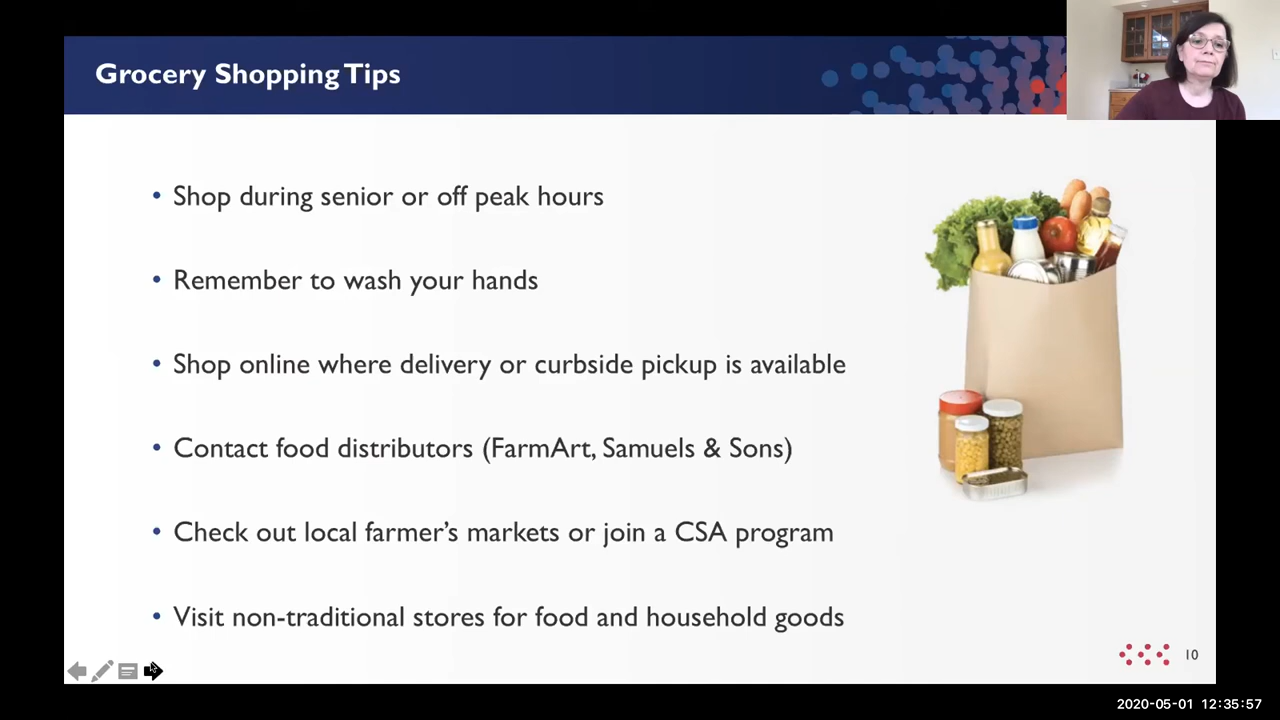 Grocery Shopping Tips
• Shop during senior or off peak hours
• Remember to wash your hands
• Shop online where delivery or curbside pickup is available
• Contact food distributors (FarmArt, Samuels & Sons)
• Check out local farmer’s markets or join a CSA program
• Visit non-traditional stores for food and household goods
10
2020-05-01 12:35:57